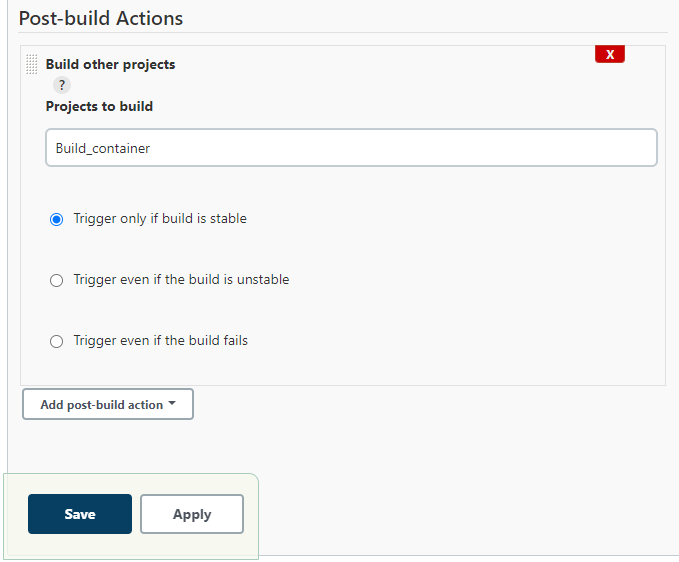 Post-build Actions
X
Build other projects
?
Projects to build
Build_container
Trigger only if build is stable
Trigger even if the build is unstable
Trigger even if the build fails
Add post-build action
Save
Apply